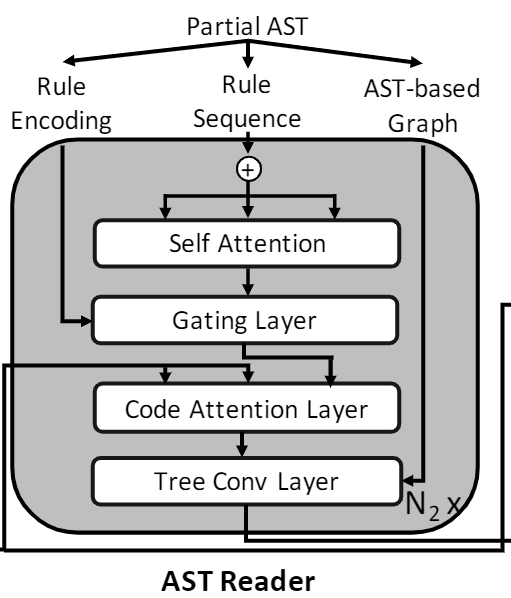 Partial AST
Rule
Encoding
Rule
Sequence
AST-based
Graph
+
Self Attention
Gating Layer
Code Attention Layer
Tree Conv Layer
N₂ x
AST Reader